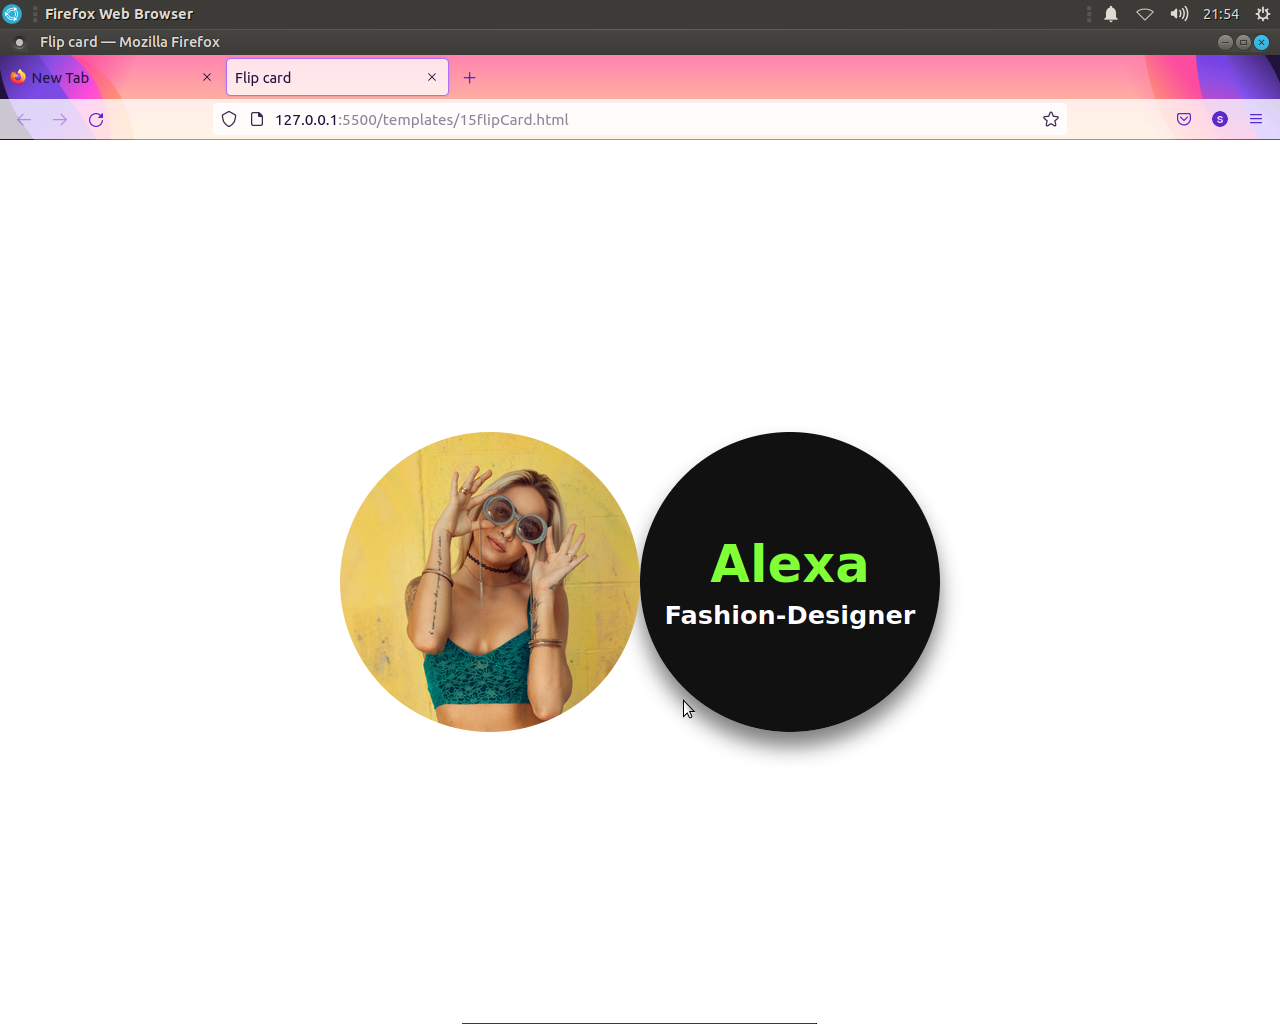 Firefox Web Browser
21:54
Flip card — Mozilla Firefox
New Tab
Flip card
127.0.0.1:5500/templates/15flipCard.html
S
Alexa
Fashion-Designer